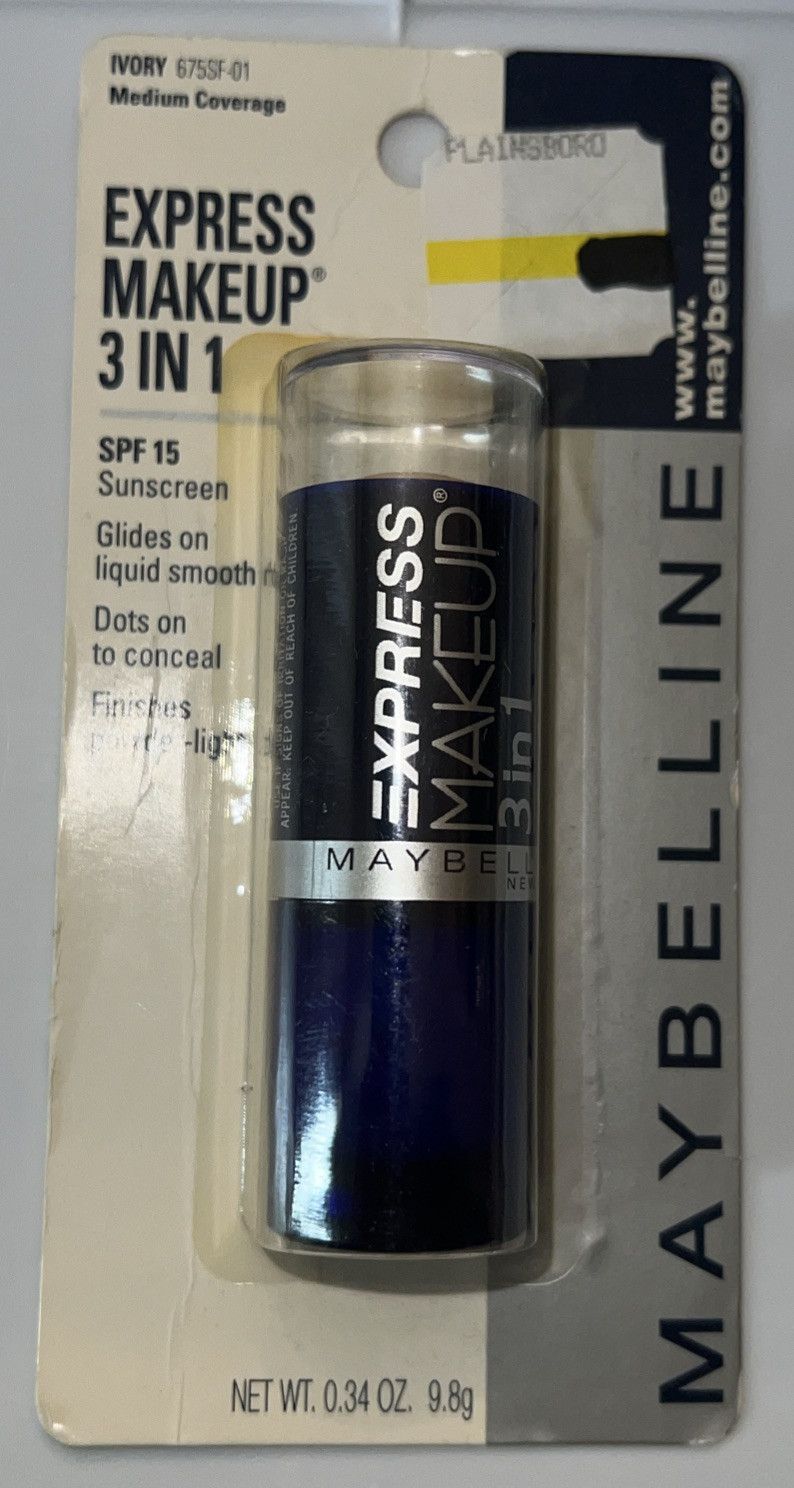 IVORY 675SF-01
Medium Coverage
PLAINSBORO
EXPRESS
MAKEUP®
3 IN 1
www.
maybelline.com
SPF 15
Sunscreen
Glides on
liquid smooth
Dots on
to conceal
Finishes
APPEAR. KEEP OUT OF REACH OF CHILDREN
EXPRESS®
MAKEUP
3 in 1
MAYBELL
NEW
MAYBELLINE
NET WT. 0.34 OZ. 9.8g